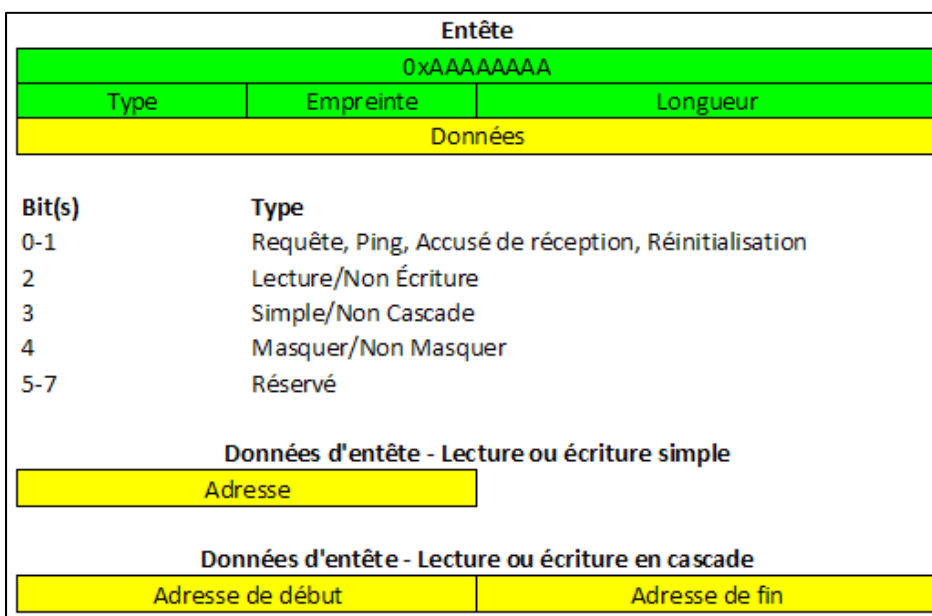 Entête
0xAAAAAAAA
Type Empreinte Longueur
Données
Bit(s) Type
0-1 Requête, Ping, Accusé de réception, Réinitialisation
2 Lecture/Non Écriture
3 Simple/Non Cascade
4 Masquer/Non Masquer
5-7 Réservé
Données d'entête - Lecture ou écriture simple
Adresse
Données d'entête - Lecture ou écriture en cascade
Adresse de début Adresse de fin